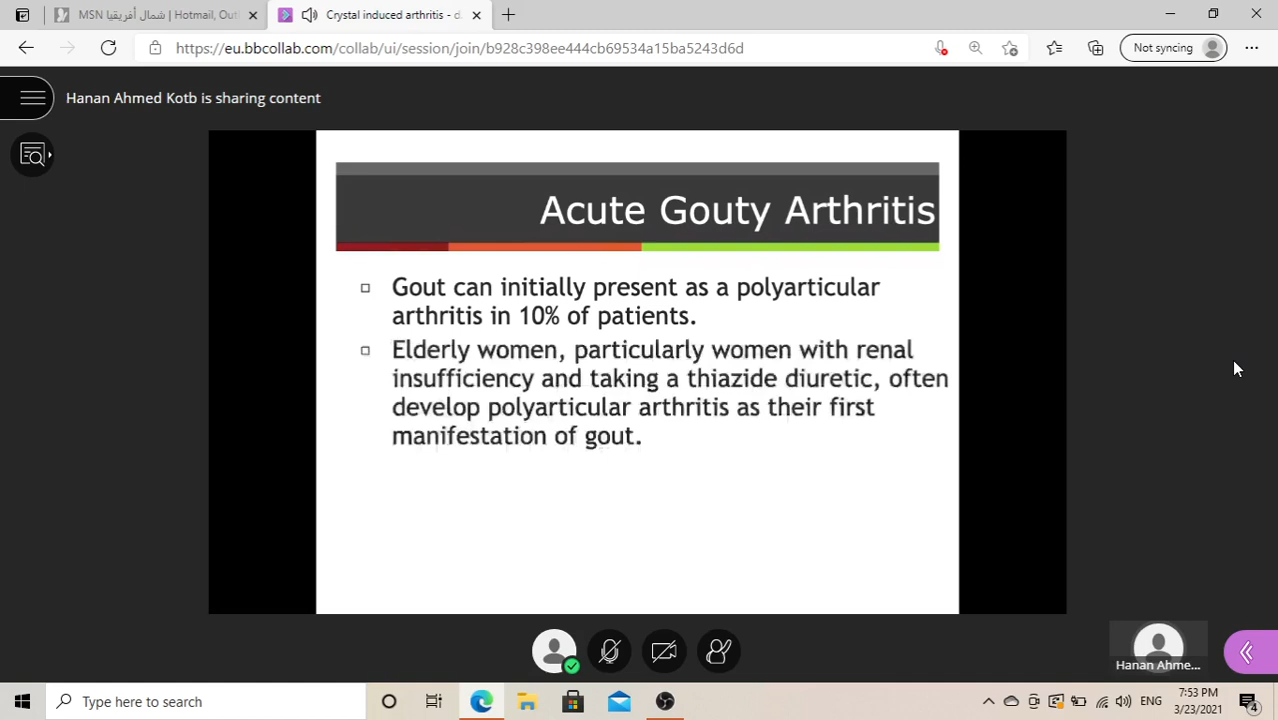 MSN شمال أفريقيا | Hotmail, Outl
Crystal induced arthritis - d
https://eu.bbcollab.com/collab/ui/session/join/b928c398ee444cb69534a15ba5243d6d
Not syncing
Hanan Ahmed Kotb is sharing content
Acute Gouty Arthritis
Gout can initially present as a polyarticular
arthritis in 10% of patients.
Elderly women, particularly women with renal
insufficiency and taking a thiazide diuretic, often
develop polyarticular arthritis as their first
manifestation of gout.
Hanan Ahme...
Type here to search
ENG
7:53 PM
3/23/2021
4